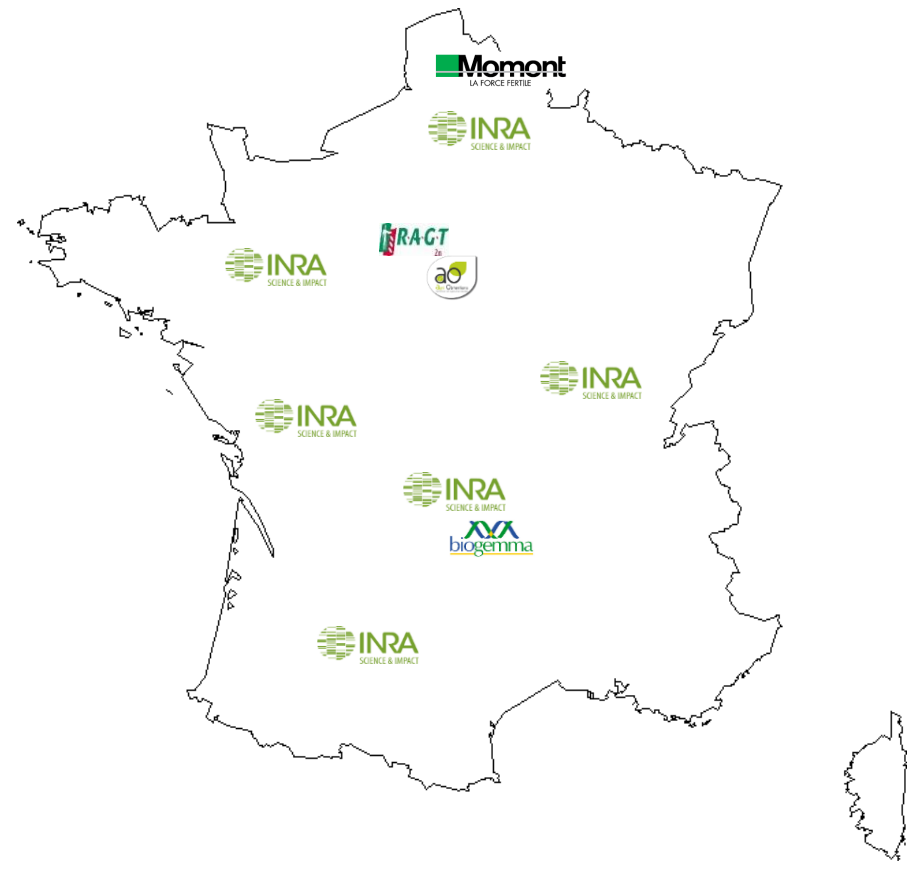 Momont
LA FORCE FERTILE
INRA
SCIENCE & IMPACT
R·A·G·T
2n
INRA
SCIENCE & IMPACT
ao
INRA
SCIENCE & IMPACT
INRA
SCIENCE & IMPACT
INRA
SCIENCE & IMPACT
biogemma
INRA
SCIENCE & IMPACT